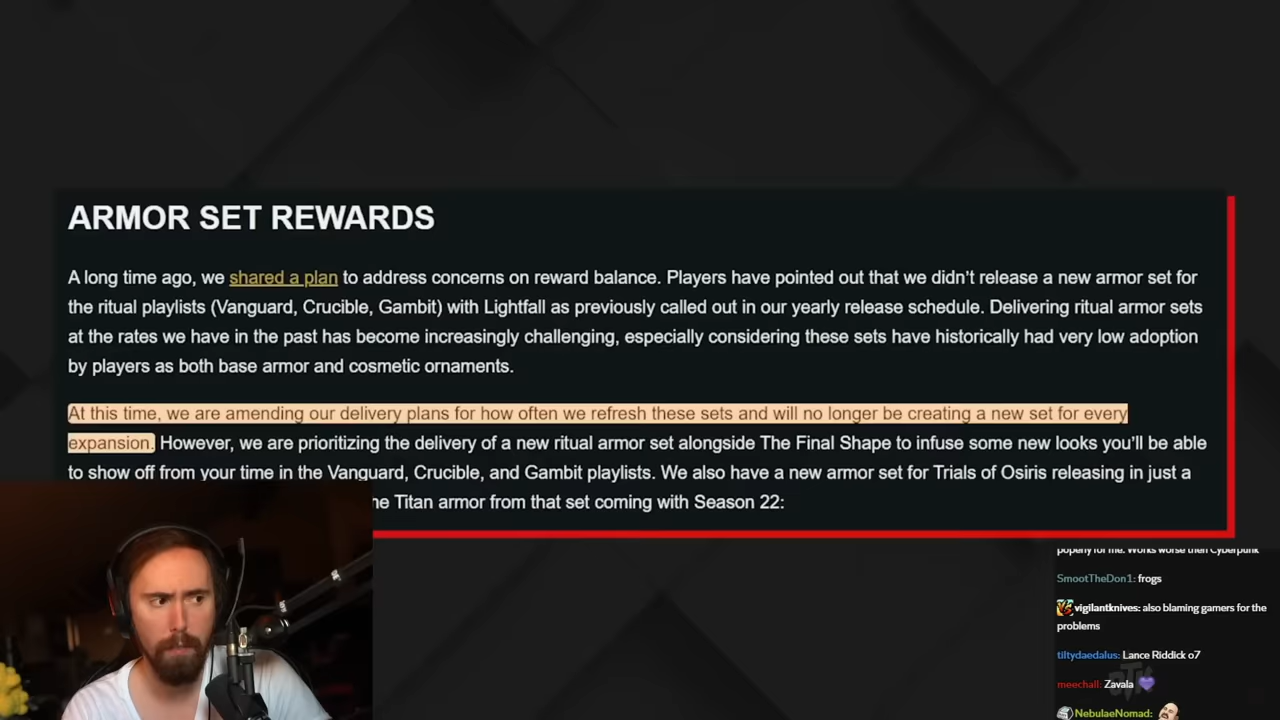 ARMOR SET REWARDS
A long time ago, we shared a plan to address concerns on reward balance. Players have pointed out that we didn’t release a new armor set for
the ritual playlists (Vanguard, Crucible, Gambit) with Lightfall as previously called out in our yearly release schedule. Delivering ritual armor sets
at the rates we have in the past has become increasingly challenging, especially considering these sets have historically had very low adoption
by players as both base armor and cosmetic ornaments.
At this time, we are amending our delivery plans for how often we refresh these sets and will no longer be creating a new set for every
expansion. However, we are prioritizing the delivery of a new ritual armor set alongside The Final Shape to infuse some new looks you’ll be able
to show off from your time in the Vanguard, Crucible, and Gambit playlists. We also have a new armor set for Trials of Osiris releasing in just a
Titan armor from that set coming with Season 22:
for me. Works worse then Cyberpunk
SmootTheDon1: frogs
vigilantknives: also blaming gamers for the
problems
tiltydaedalus: Lance Riddick o7
meechall: Zavala
NebulaeNomad: